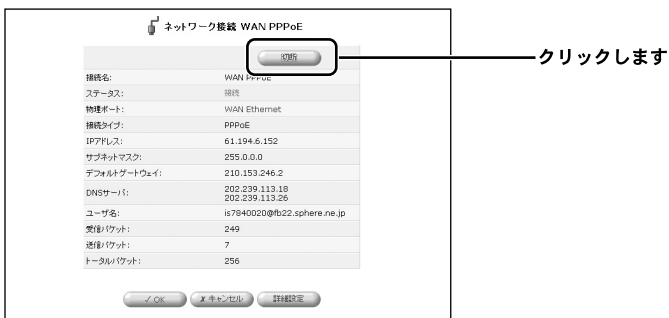 ネットワーク接続 WAN PPPoE
切断
クリックします
接続名: WAN PPPoE
ステータス: 接続
物理ポート: WAN Ethernet
接続タイプ: PPPoE
IPアドレス: 61.194.6.152
サブネットマスク: 255.0.0.0
デフォルトゲートウェイ: 210.153.246.2
DNSサーバ: 202.239.113.18
202.239.113.26
ユーザ名: is7840020@fb22.sphere.ne.jp
受信パケット: 249
送信パケット: 7
トータルパケット: 256
✓ OK ✗ キャンセル 詳細設定